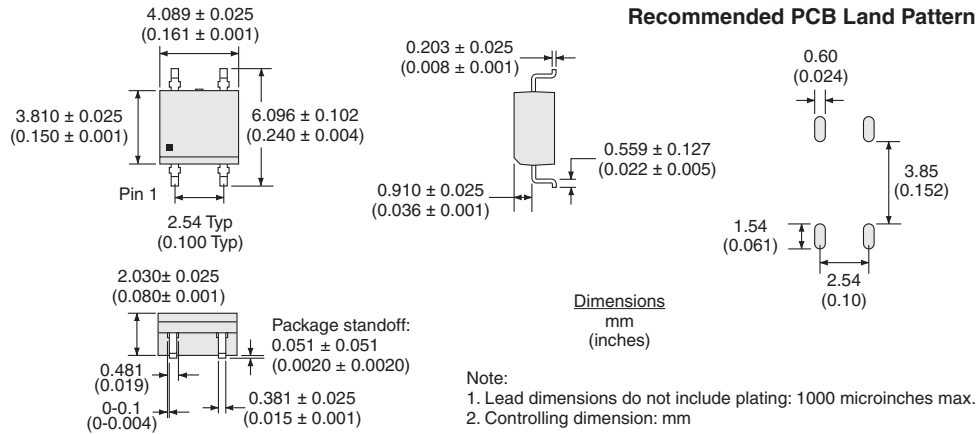 4.089 ± 0.025
(0.161 ± 0.001)
3.810 ± 0.025
(0.150 ± 0.001)
6.096 ± 0.102
(0.240 ± 0.004)
Pin 1
2.54 Typ
(0.100 Typ)
0.203 ± 0.025
(0.008 ± 0.001)
0.559 ± 0.127
(0.022 ± 0.005)
0.910 ± 0.025
(0.036 ± 0.001)
Recommended PCB Land Pattern
0.60
(0.024)
3.85
(0.152)
1.54
(0.061)
2.54
(0.10)
2.030± 0.025
(0.080± 0.001)
Package standoff:
0.051 ± 0.051
(0.0020 ± 0.0020)
0.481
(0.019)
0-0.1
(0-0.004)
0.381 ± 0.025
(0.015 ± 0.001)
Dimensions
mm
(inches)
Note:
1. Lead dimensions do not include plating: 1000 microinches max.
2. Controlling dimension: mm